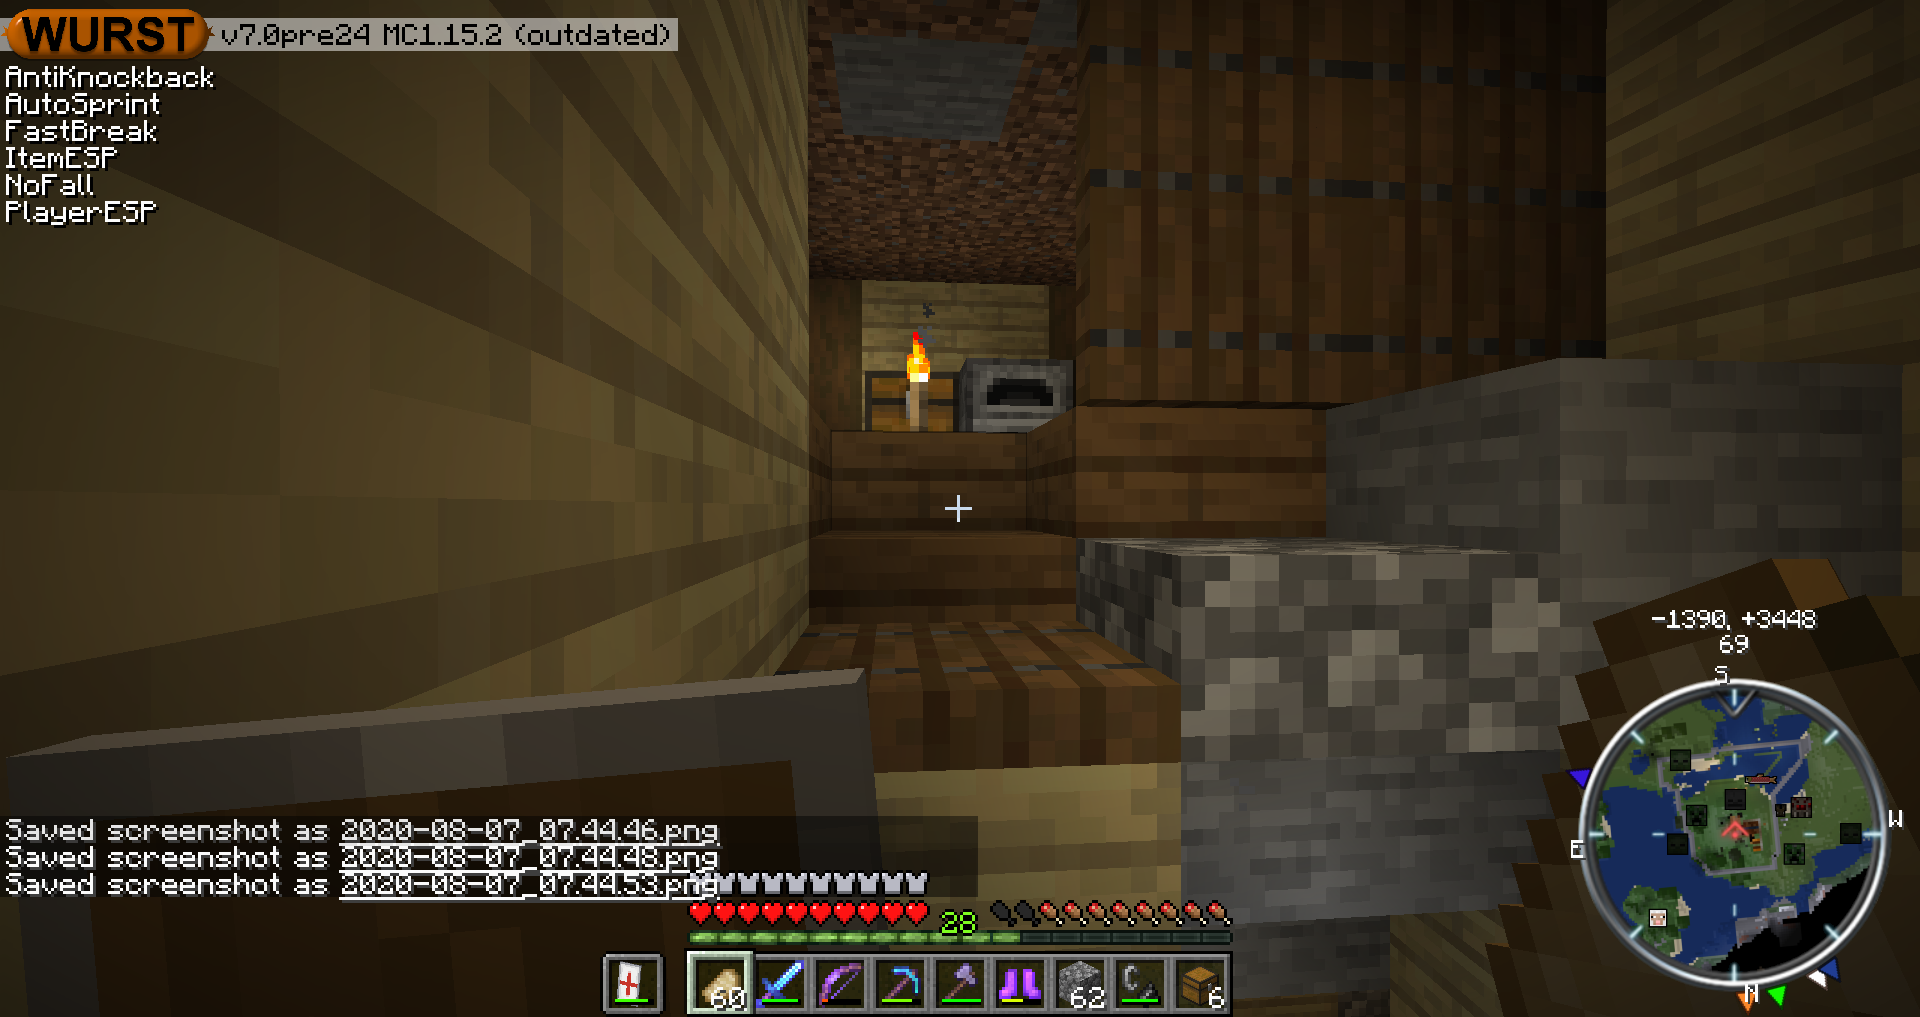 WURST v7.0pre24 MC1.15.2 (outdated)
AntiKnockback
AutoSprint
FastBreak
ItemESP
NoFall
PlayerESP
-1390, +3448
69
S
W
E
N
Saved screenshot as 2020-08-07_07.44.46.png
Saved screenshot as 2020-08-07_07.44.48.png
Saved screenshot as 2020-08-07_07.44.53.png
28
60
62
6